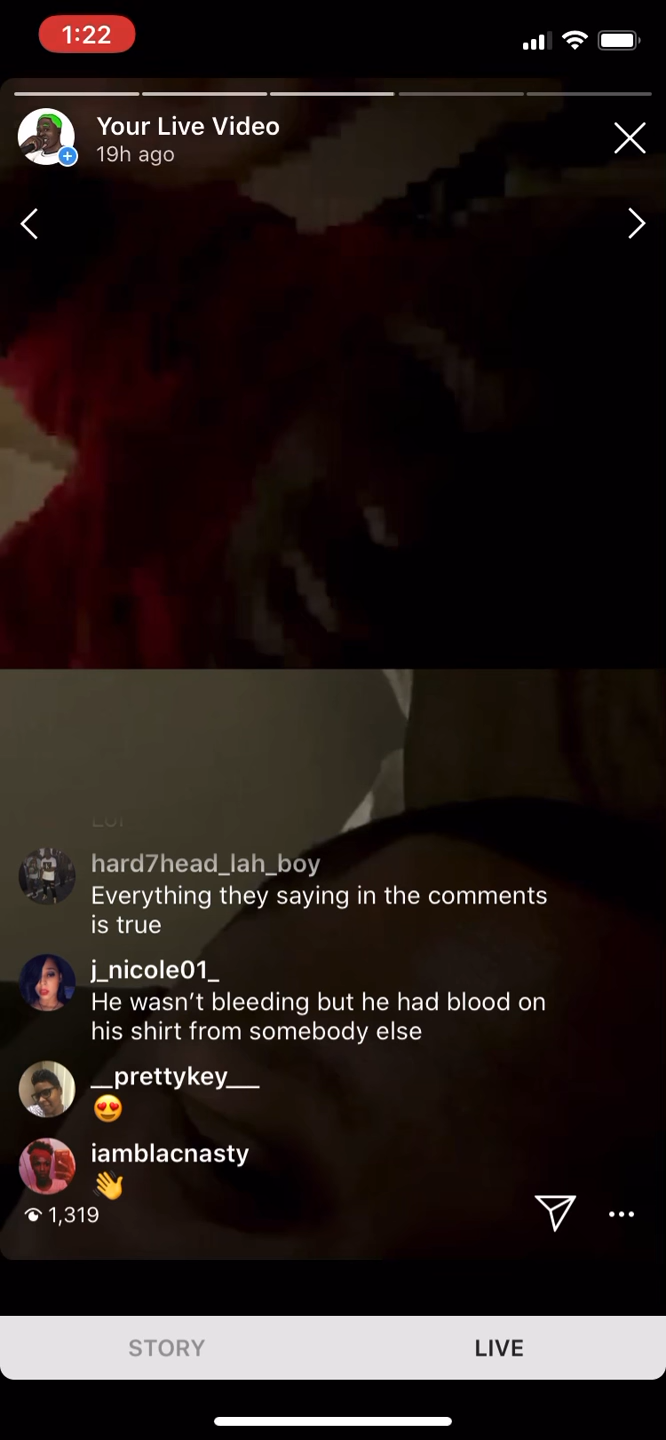 1:22
Your Live Video
19h ago
hard7head_lah_boy
Everything they saying in the comments
is true
j_nicole01_
He wasn’t bleeding but he had blood on
his shirt from somebody else
__prettykey___
😍
iamblacnasty
👋
1,319
STORY
LIVE